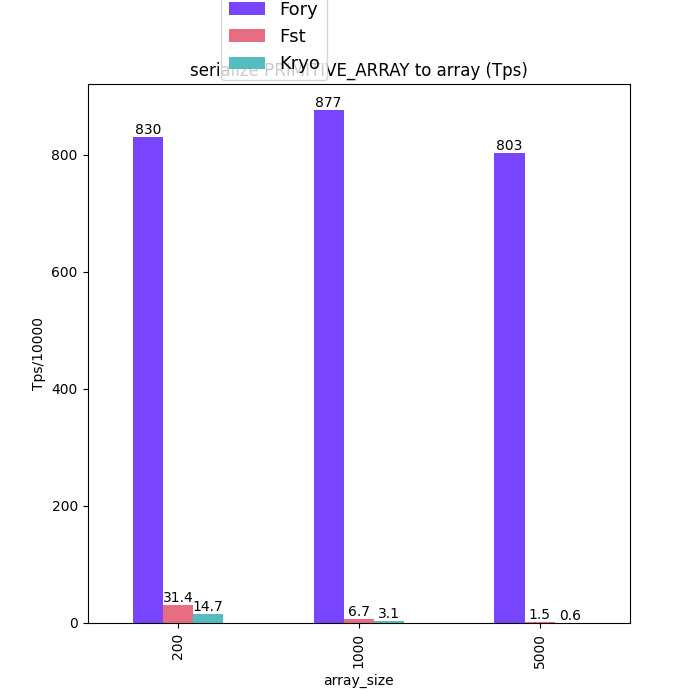 Fory
Fst
Kryo
serialize PRIMITIVE_ARRAY to array (Tps)
877
830
803
800
600
400
200
0
31.4
14.7
6.7
3.1
1.5
0.6
Tps/10000
200
1000
5000
array_size